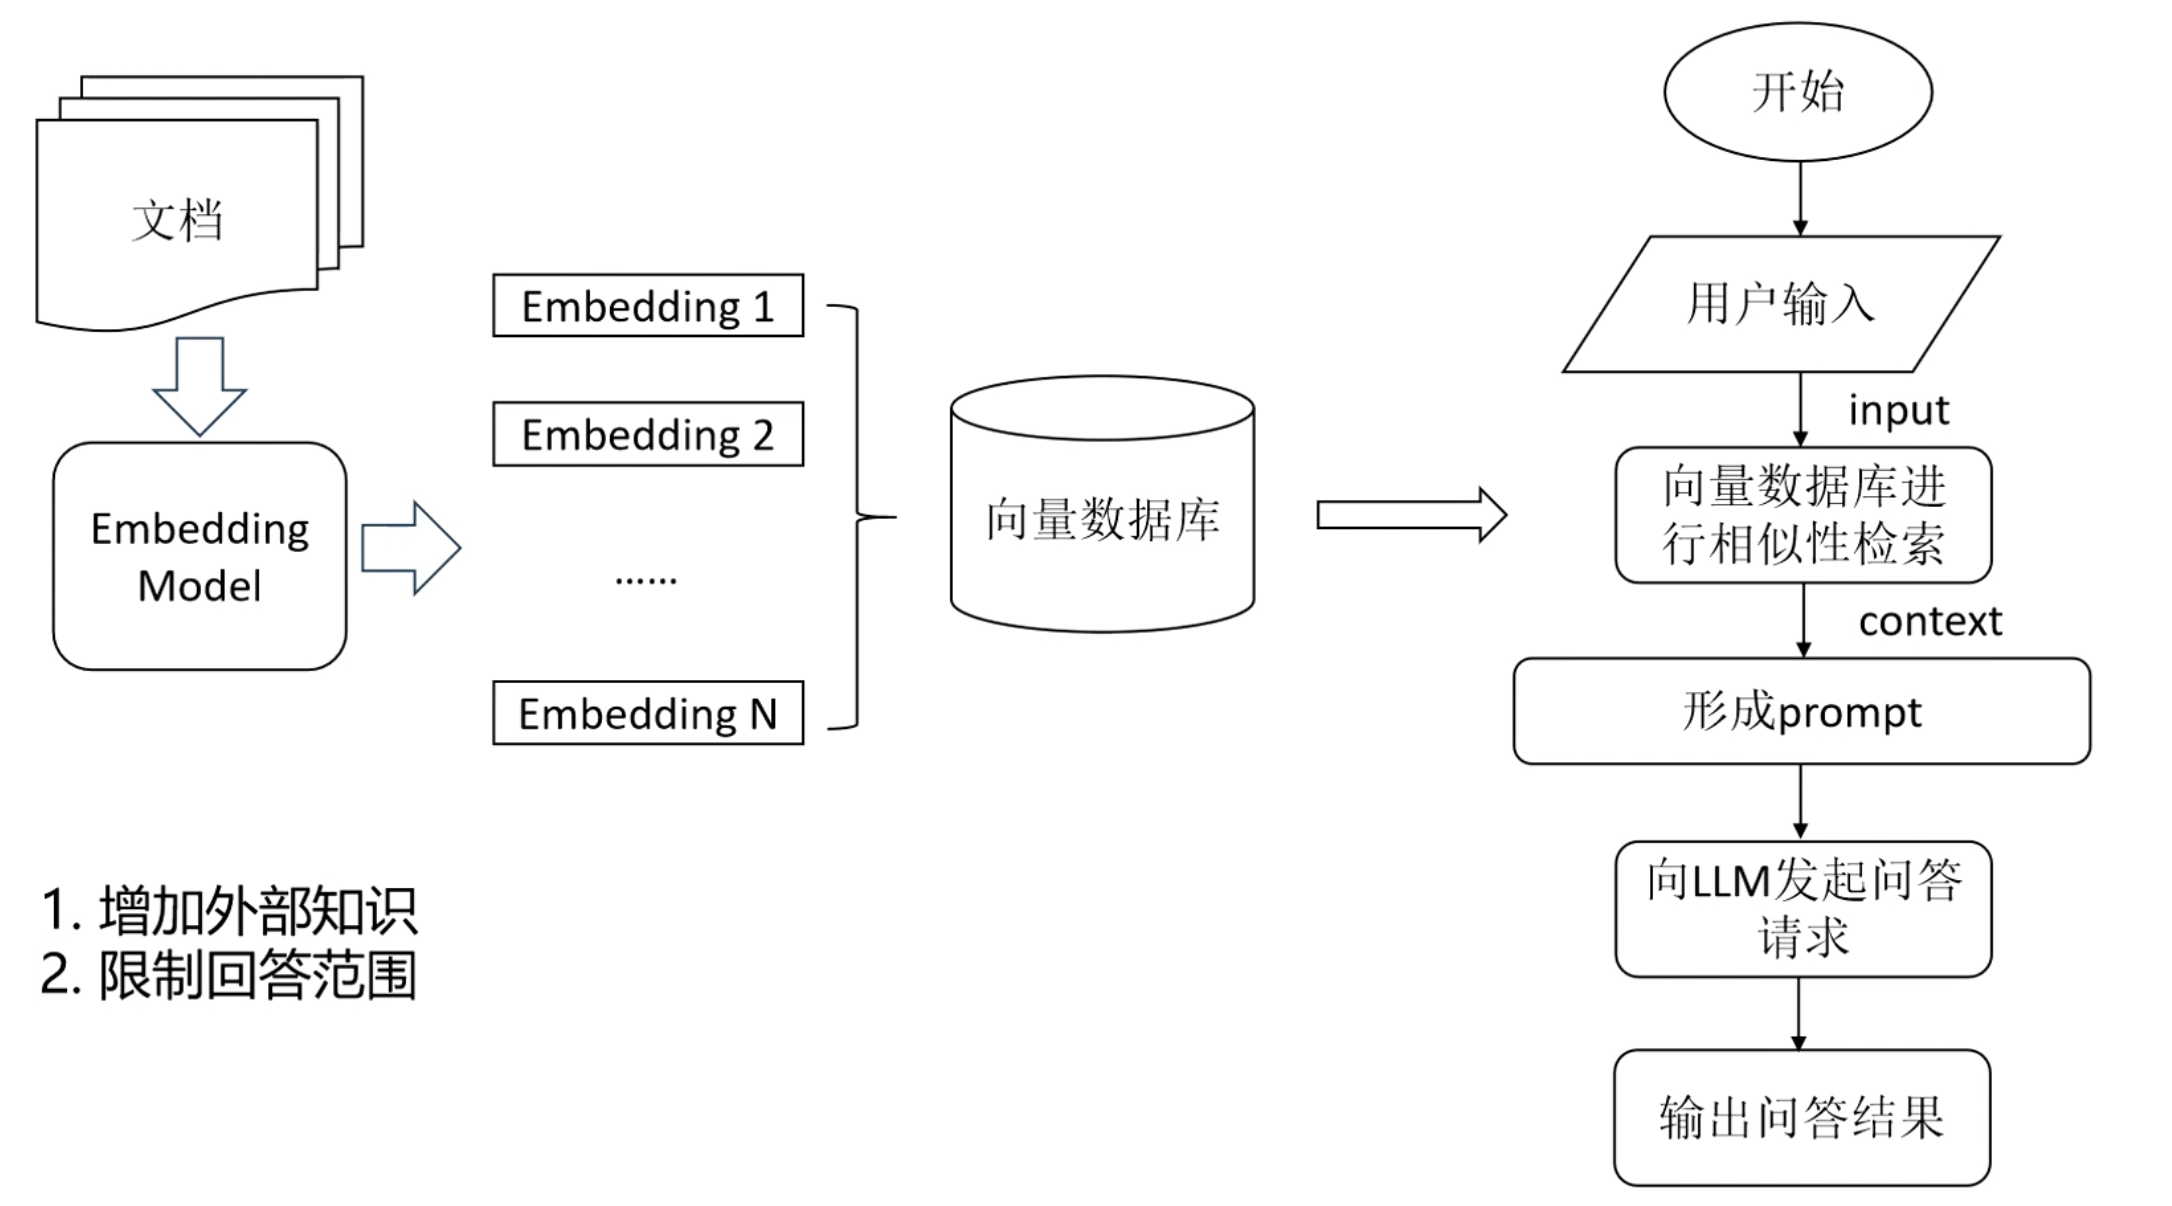 文档
Embedding
Model
Embedding 1
Embedding 2
......
Embedding N
向量数据库
1. 增加外部知识
2. 限制回答范围
开始
用户输入
input
向量数据库进
行相似性检索
context
形成prompt
向LLM发起问答
请求
输出问答结果